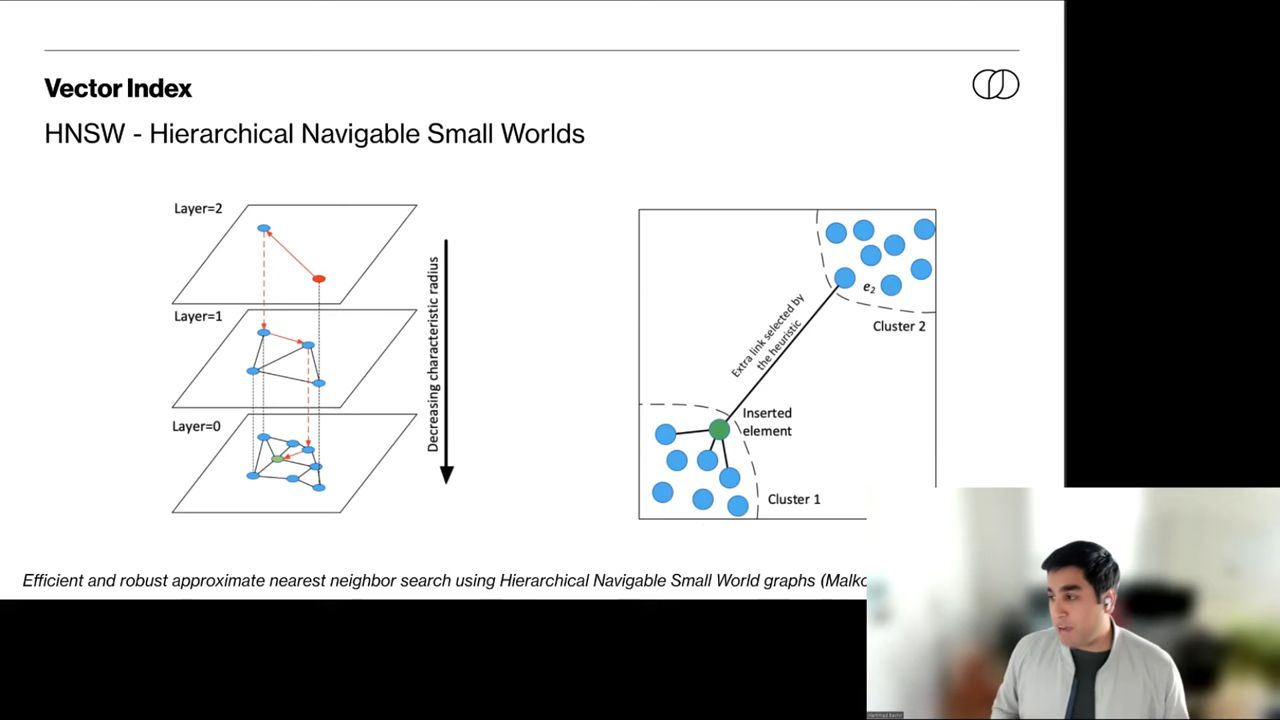 Vector Index
HNSW - Hierarchical Navigable Small Worlds
Layer=2
Layer=1
Layer=0
Decreasing characteristic radius
e2
Cluster 2
Extra link selected by
the heuristic
Inserted
element
Cluster 1
Efficient and robust approximate nearest neighbor search using Hierarchical Navigable Small World graphs (Malko